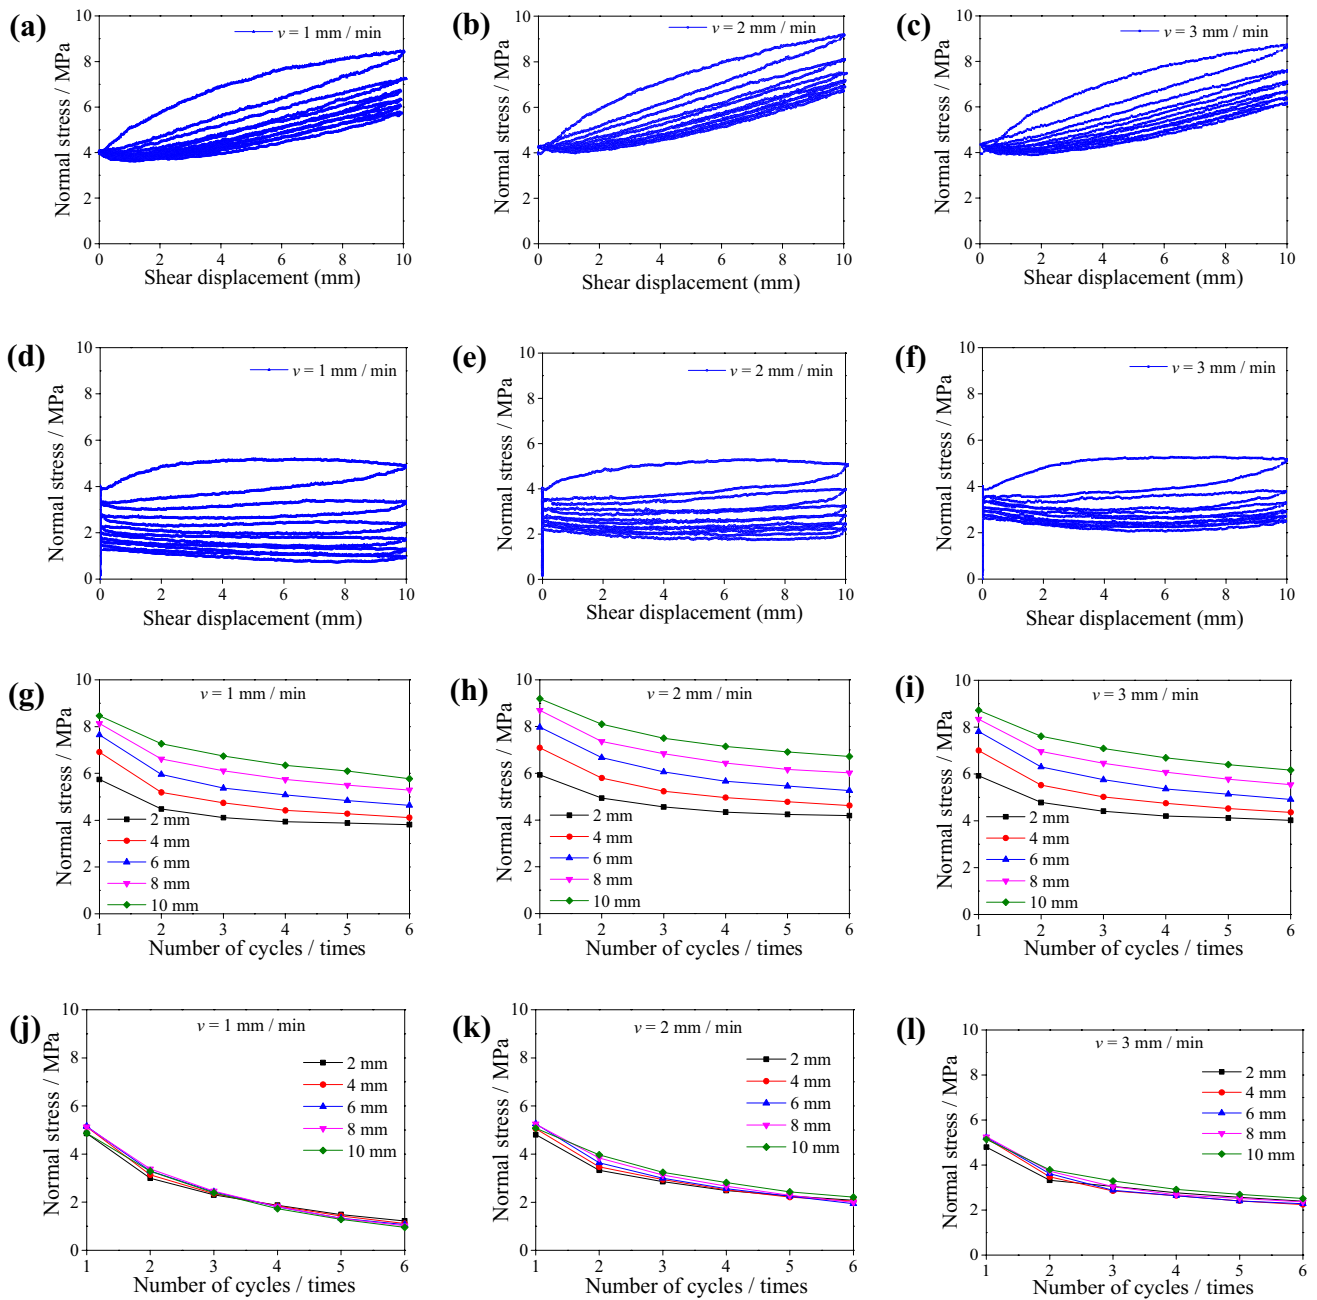 (a)
v = 1 mm / min
Normal stress / MPa
10
8
6
4
2
0
0 2 4 6 8 10
Shear displacement (mm)
(b)
v = 2 mm / min
Normal stress / MPa
10
8
6
4
2
0
0 2 4 6 8 10
Shear displacement (mm)
(c)
v = 3 mm / min
Normal stress / MPa
10
8
6
4
2
0
0 2 4 6 8 10
Shear displacement (mm)
(d)
v = 1 mm / min
Normal stress / MPa
10
8
6
4
2
0
0 2 4 6 8 10
Shear displacement (mm)
(e)
v = 2 mm / min
Normal stress / MPa
10
8
6
4
2
0
0 2 4 6 8 10
Shear displacement (mm)
(f)
v = 3 mm / min
Normal stress / MPa
10
8
6
4
2
0
0 2 4 6 8 10
Shear displacement (mm)
(g)
v = 1 mm / min
Normal stress / MPa
10
8
6
4
2
0
2 mm
4 mm
6 mm
8 mm
10 mm
1 2 3 4 5 6
Number of cycles / times
(h)
v = 2 mm / min
Normal stress / MPa
10
8
6
4
2
0
2 mm
4 mm
6 mm
8 mm
10 mm
1 2 3 4 5 6
Number of cycles / times
(i)
v = 3 mm / min
Normal stress / MPa
10
8
6
4
2
0
2 mm
4 mm
6 mm
8 mm
10 mm
1 2 3 4 5 6
Number of cycles / times
(j)
v = 1 mm / min
Normal stress / MPa
10
8
6
4
2
0
2 mm
4 mm
6 mm
8 mm
10 mm
1 2 3 4 5 6
Number of cycles / times
(k)
v = 2 mm / min
Normal stress / MPa
10
8
6
4
2
0
2 mm
4 mm
6 mm
8 mm
10 mm
1 2 3 4 5 6
Number of cycles / times
(l)
v = 3 mm / min
Normal stress / MPa
10
8
6
4
2
0
2 mm
4 mm
6 mm
8 mm
10 mm
1 2 3 4 5 6
Number of cycles / times